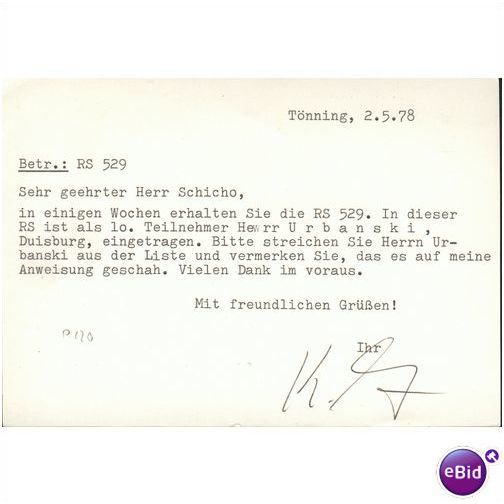 Tönning, 2.5.78
Betr.: RS 529
Sehr geehrter Herr Schicho,
in einigen Wochen erhalten Sie die RS 529. In dieser
RS ist als lo. Teilnehmer Herr U r b a n s k i ,
Duisburg, eingetragen. Bitte streichen Sie Herrn Ur-
banski aus der Liste und vermerken Sie, das es auf meine
Anweisung geschah. Vielen Dank im voraus.
Mit freundlichen Grüßen!
Ihr
eBid